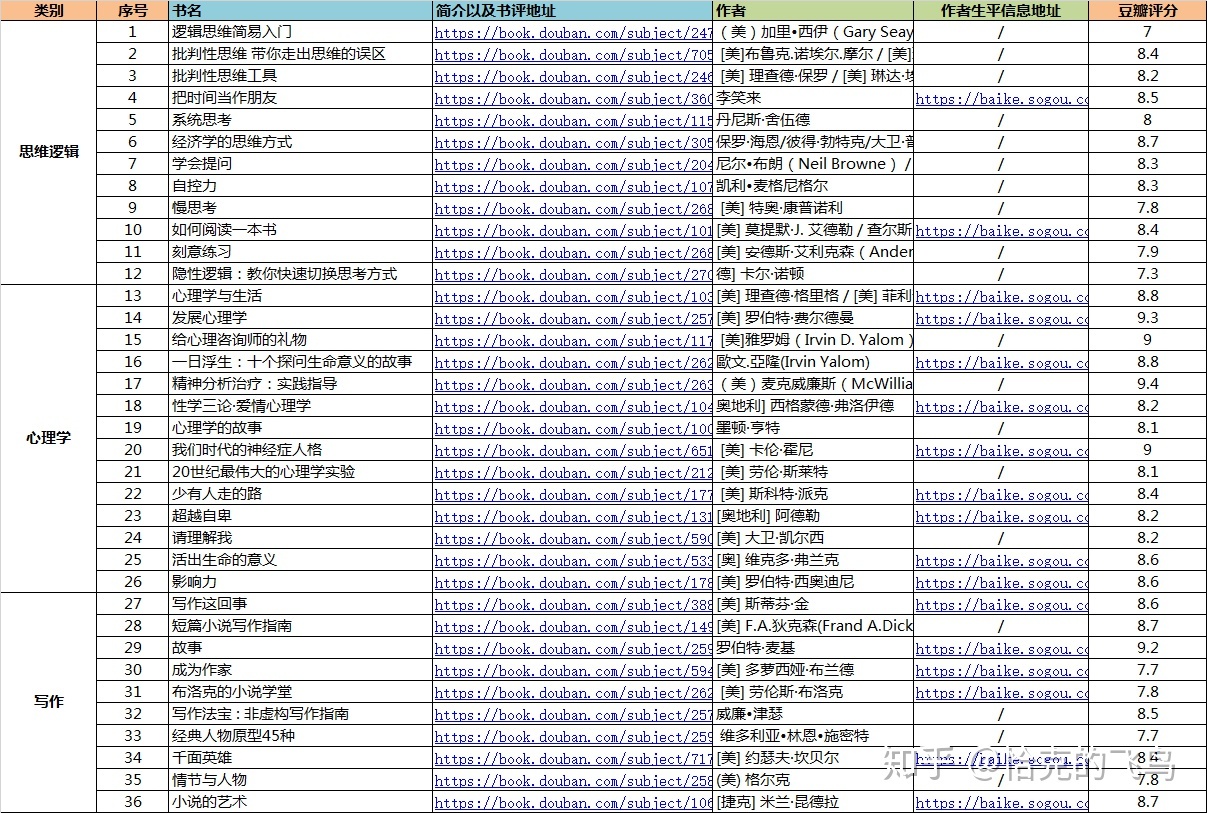 类别 序号 书名 简介以及书评地址 作者 作者生平信息地址 豆瓣评分
思维逻辑
1 逻辑思维简易入门 https://book.douban.com/subject/247 （美）加里•西伊（Gary Seay / 7
2 批判性思维 带你走出思维的误区 https://book.douban.com/subject/705 [美]布鲁克.诺埃尔.摩尔 / [美] / 8.4
3 批判性思维工具 https://book.douban.com/subject/246 [美] 理查德·保罗 / [美] 琳达· / 8.2
4 把时间当作朋友 https://book.douban.com/subject/360 李笑来 https://baike.sogou.co 8.5
5 系统思考 https://book.douban.com/subject/115 丹尼斯·舍伍德 / 8
6 经济学的思维方式 https://book.douban.com/subject/305 保罗·海恩/彼得·勃特克/大卫· / 8.7
7 学会提问 https://book.douban.com/subject/204 尼尔•布朗（Neil Browne） / / 8.3
8 自控力 https://book.douban.com/subject/107 凯利•麦格尼格尔 / 8.3
9 慢思考 https://book.douban.com/subject/268 [美] 特奥·康普诺利 / 7.8
10 如何阅读一本书 https://book.douban.com/subject/101 [美] 莫提默·J. 艾德勒 / 查尔斯 https://baike.sogou.co 8.4
11 刻意练习 https://book.douban.com/subject/268 [美] 安德斯·艾利克森（Ander / 7.9
12 隐性逻辑：教你快速切换思考方式 https://book.douban.com/subject/270 德] 卡尔·诺顿 / 7.3
心理学
13 心理学与生活 https://book.douban.com/subject/103 [美] 理查德·格里格 / [美] 菲利 https://baike.sogou.co 8.8
14 发展心理学 https://book.douban.com/subject/257 [美] 罗伯特·费尔德曼 https://baike.sogou.co 9.3
15 给心理咨询师的礼物 https://book.douban.com/subject/117 [美]雅罗姆（Irvin D. Yalom） / 9
16 一日浮生：十个探问生命意义的故事 https://book.douban.com/subject/262 歐文.亞隆(Irvin Yalom) https://baike.sogou.co 8.8
17 精神分析治疗：实践指导 https://book.douban.com/subject/263 （美）麦克威廉斯（McWillia / 9.4
18 性学三论·爱情心理学 https://book.douban.com/subject/104 奥地利] 西格蒙德·弗洛伊德 https://baike.sogou.co 8.2
19 心理学的故事 https://book.douban.com/subject/100 墨顿·亨特 / 8.1
20 我们时代的神经症人格 https://book.douban.com/subject/651 [美] 卡伦·霍尼 https://baike.sogou.co 9
21 20世纪最伟大的心理学实验 https://book.douban.com/subject/212 [美] 劳伦·斯莱特 / 8.1
22 少有人走的路 https://book.douban.com/subject/177 [美] 斯科特·派克 https://baike.sogou.co 8.4
23 超越自卑 https://book.douban.com/subject/131 [奥地利] 阿德勒 https://baike.sogou.co 8.2
24 请理解我 https://book.douban.com/subject/590 [美] 大卫·凯尔西 / 8.2
25 活出生命的意义 https://book.douban.com/subject/533 [奥] 维克多·弗兰克 https://baike.sogou.co 8.6
26 影响力 https://book.douban.com/subject/178 [美] 罗伯特·西奥迪尼 https://baike.sogou.co 8.6
写作
27 写作这回事 https://book.douban.com/subject/388 [美] 斯蒂芬·金 https://baike.sogou.co 8.6
28 短篇小说写作指南 https://book.douban.com/subject/149 [美] F.A.狄克森(Frand A.Dick / 8.7
29 故事 https://book.douban.com/subject/259 罗伯特·麦基 https://baike.sogou.co 9.2
30 成为作家 https://book.douban.com/subject/594 [美] 多萝西娅·布兰德 https://baike.sogou.co 7.7
31 布洛克的小说学堂 https://book.douban.com/subject/262 [美] 劳伦斯·布洛克 https://baike.sogou.co 7.8
32 写作法宝 : 非虚构写作指南 https://book.douban.com/subject/257 威廉•津瑟 / 8.5
33 经典人物原型45种 https://book.douban.com/subject/259 维多利亚•林恩•施密特 / 7.7
34 千面英雄 https://book.douban.com/subject/717 [美] 约瑟夫·坎贝尔 https://baike.sogou.co 8.4
35 情节与人物 https://book.douban.com/subject/258 (美) 格尔克 / 7.8
36 小说的艺术 https://book.douban.com/subject/106 [捷克] 米兰·昆德拉 https://baike.sogou.co 8.7
知乎 @恰克的飞鸟